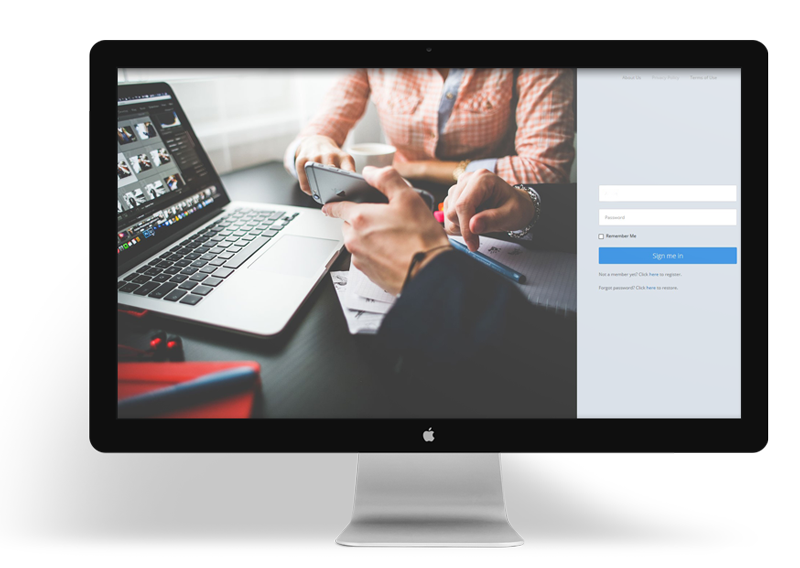 About Us Privacy Policy Terms of Use
Password
Remember Me
Sign me in
Not a member yet? Click here to register.
Forgot password? Click here to restore.